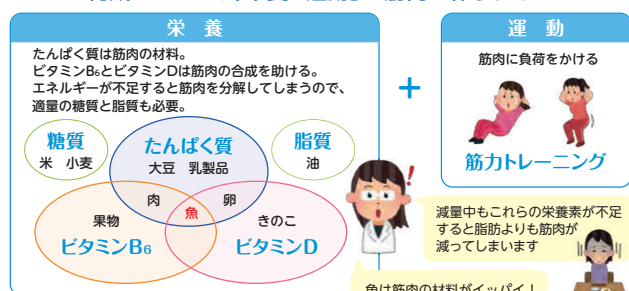 栄 養
たんぱく質は筋肉の材料。
ビタミンB₆とビタミンDは筋肉の合成を助ける。
エネルギーが不足すると筋肉を分解してしまうので、
適量の糖質と脂質も必要。
糖質
米 小麦
たんぱく質
大豆 乳製品
脂質
油
肉
魚
卵
果物
ビタミンB₆
きのこ
ビタミンD
+
運 動
筋肉に負荷をかける
筋力トレーニング
!
減量中もこれらの栄養素が不足
すると脂肪よりも筋肉が
減ってしまいます
魚は筋肉の材料がイッパイ!